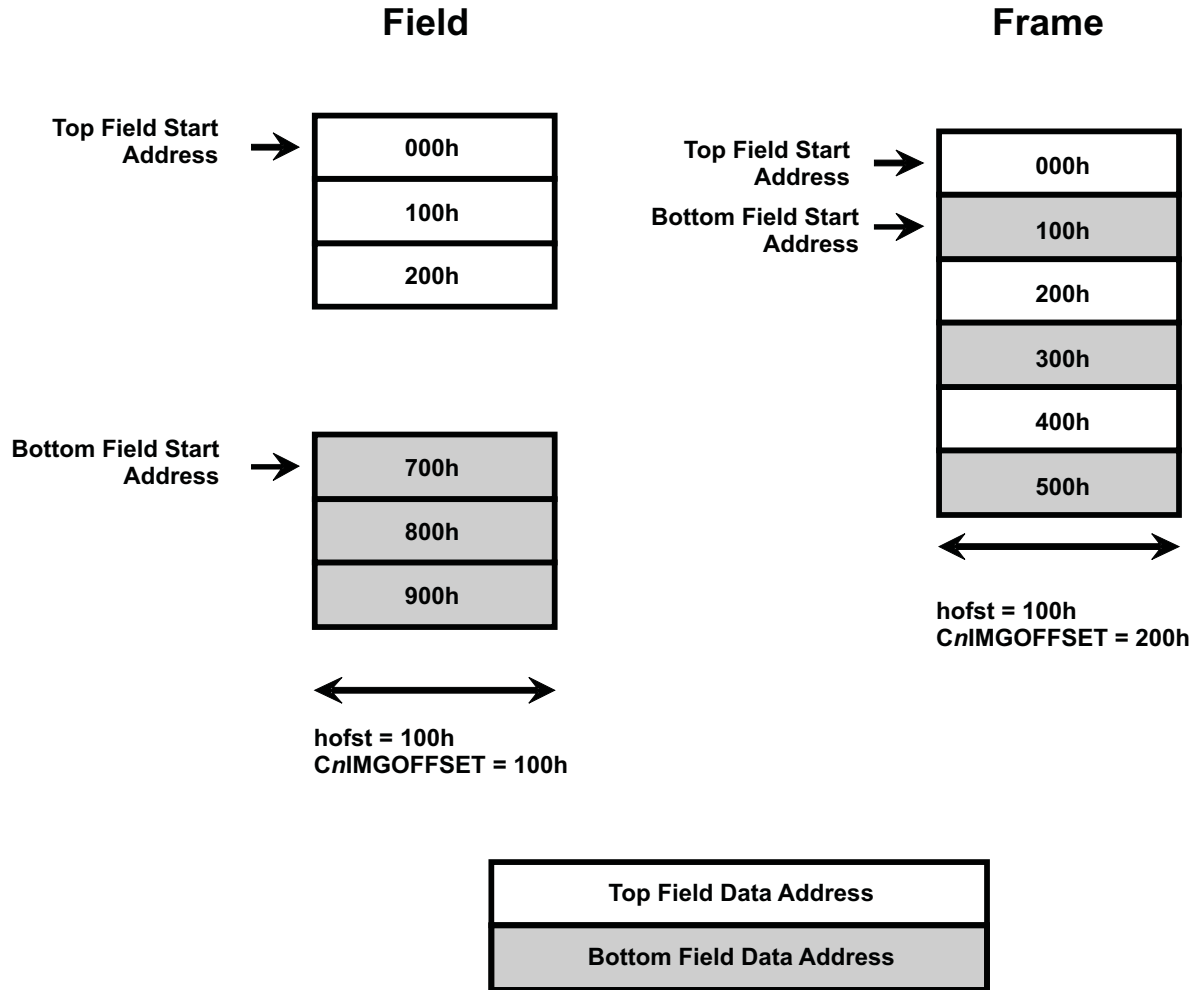 Field
Top Field Start
Address
000h
100h
200h
Bottom Field Start
Address
700h
800h
900h
hofst = 100h
CnIMGOFFSET = 100h
Frame
Top Field Start
Address
Bottom Field Start
Address
000h
100h
200h
300h
400h
500h
hofst = 100h
CnIMGOFFSET = 200h
Top Field Data Address
Bottom Field Data Address